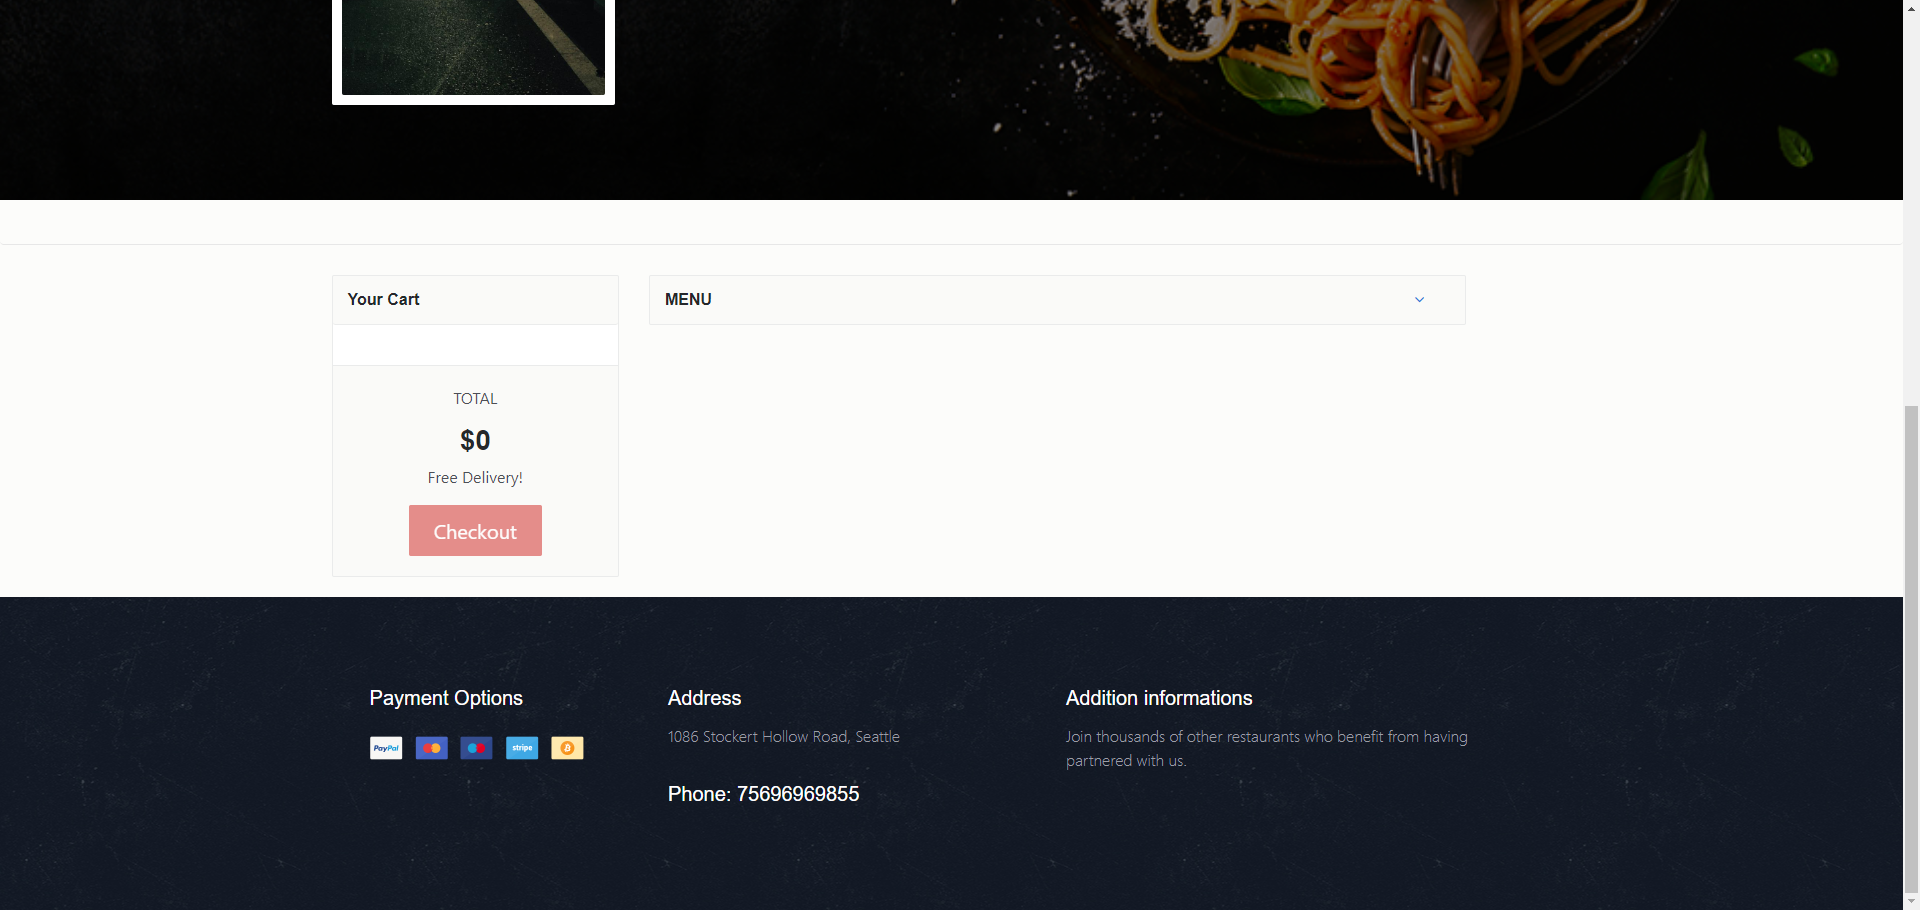 Your Cart
MENU
TOTAL
$0
Free Delivery!
Checkout
Payment Options
PayPal
stripe
Address
1086 Stockert Hollow Road, Seattle
Phone: 75696969855
Addition informations
Join thousands of other restaurants who benefit from having
partnered with us.